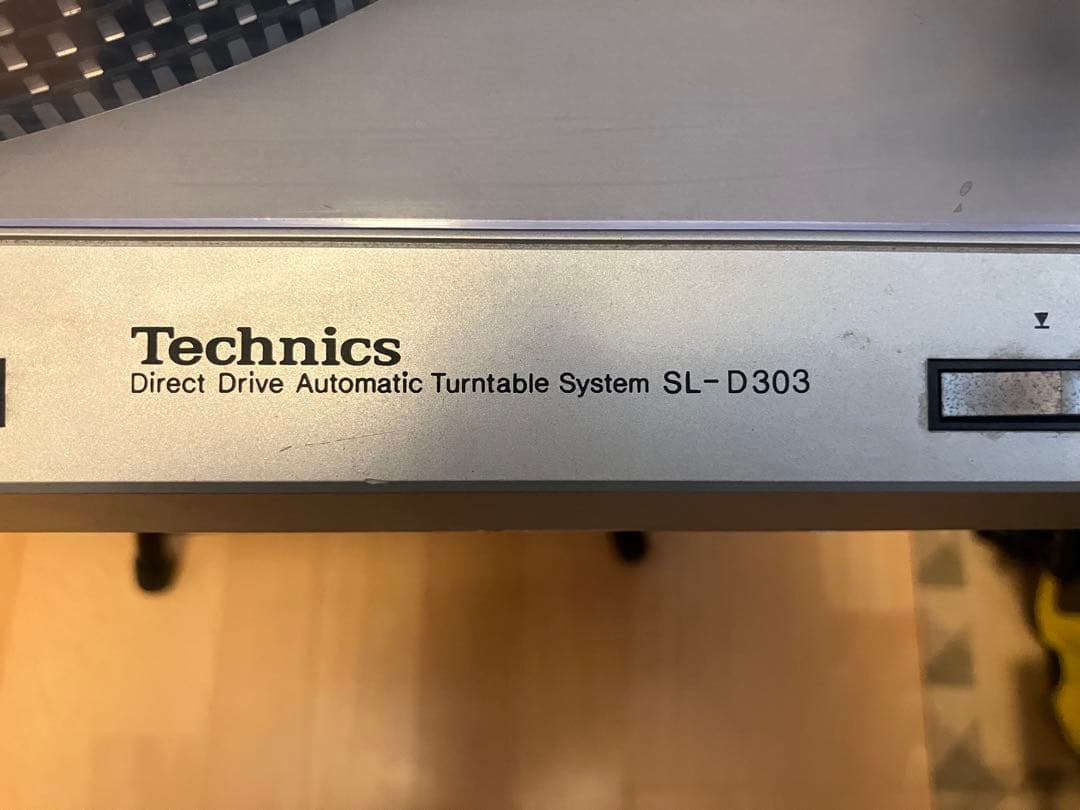 Technics
Direct Drive Automatic Turntable System SL-D303